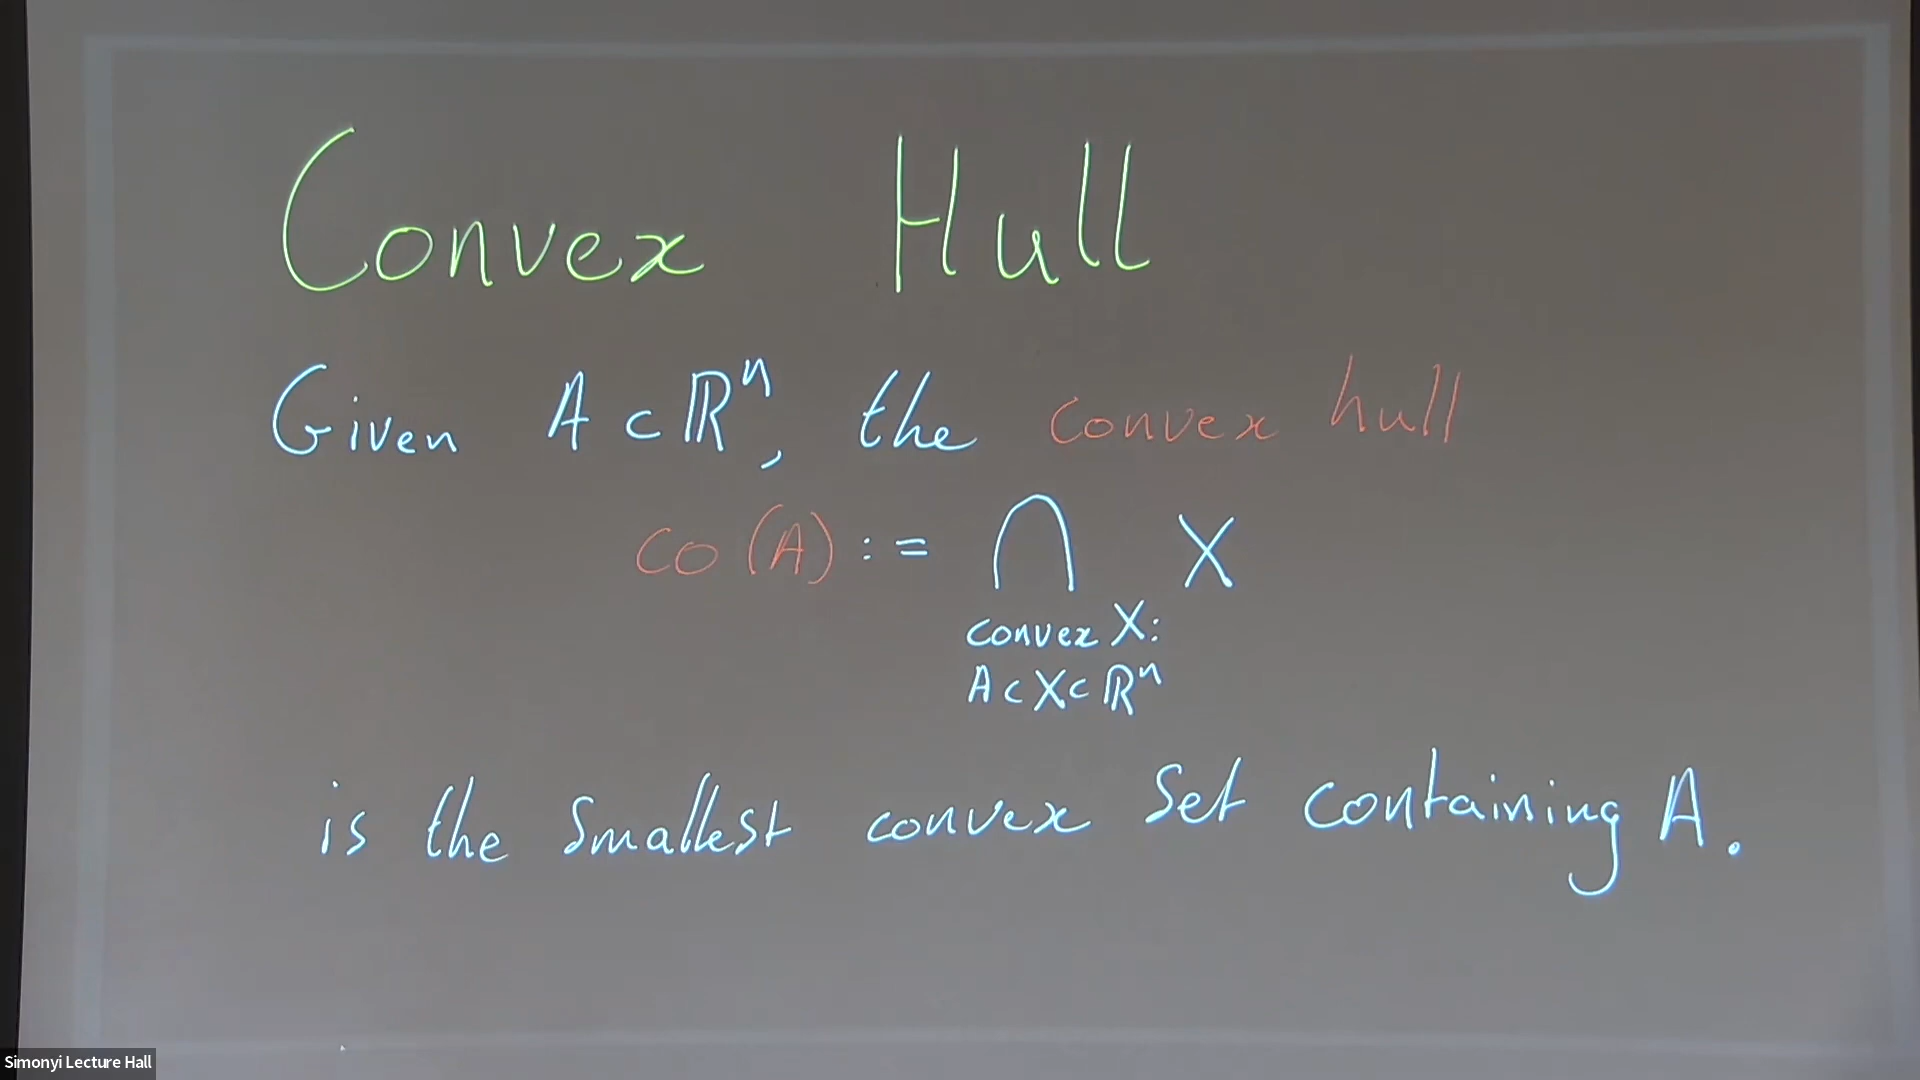 Convex Hull
Given A ⊂ ℝⁿ, the convex hull
co(A) := ⋂ X
convex X:
A ⊂ X ⊂ ℝⁿ
is the smallest convex set containing A.
Simonyi Lecture Hall